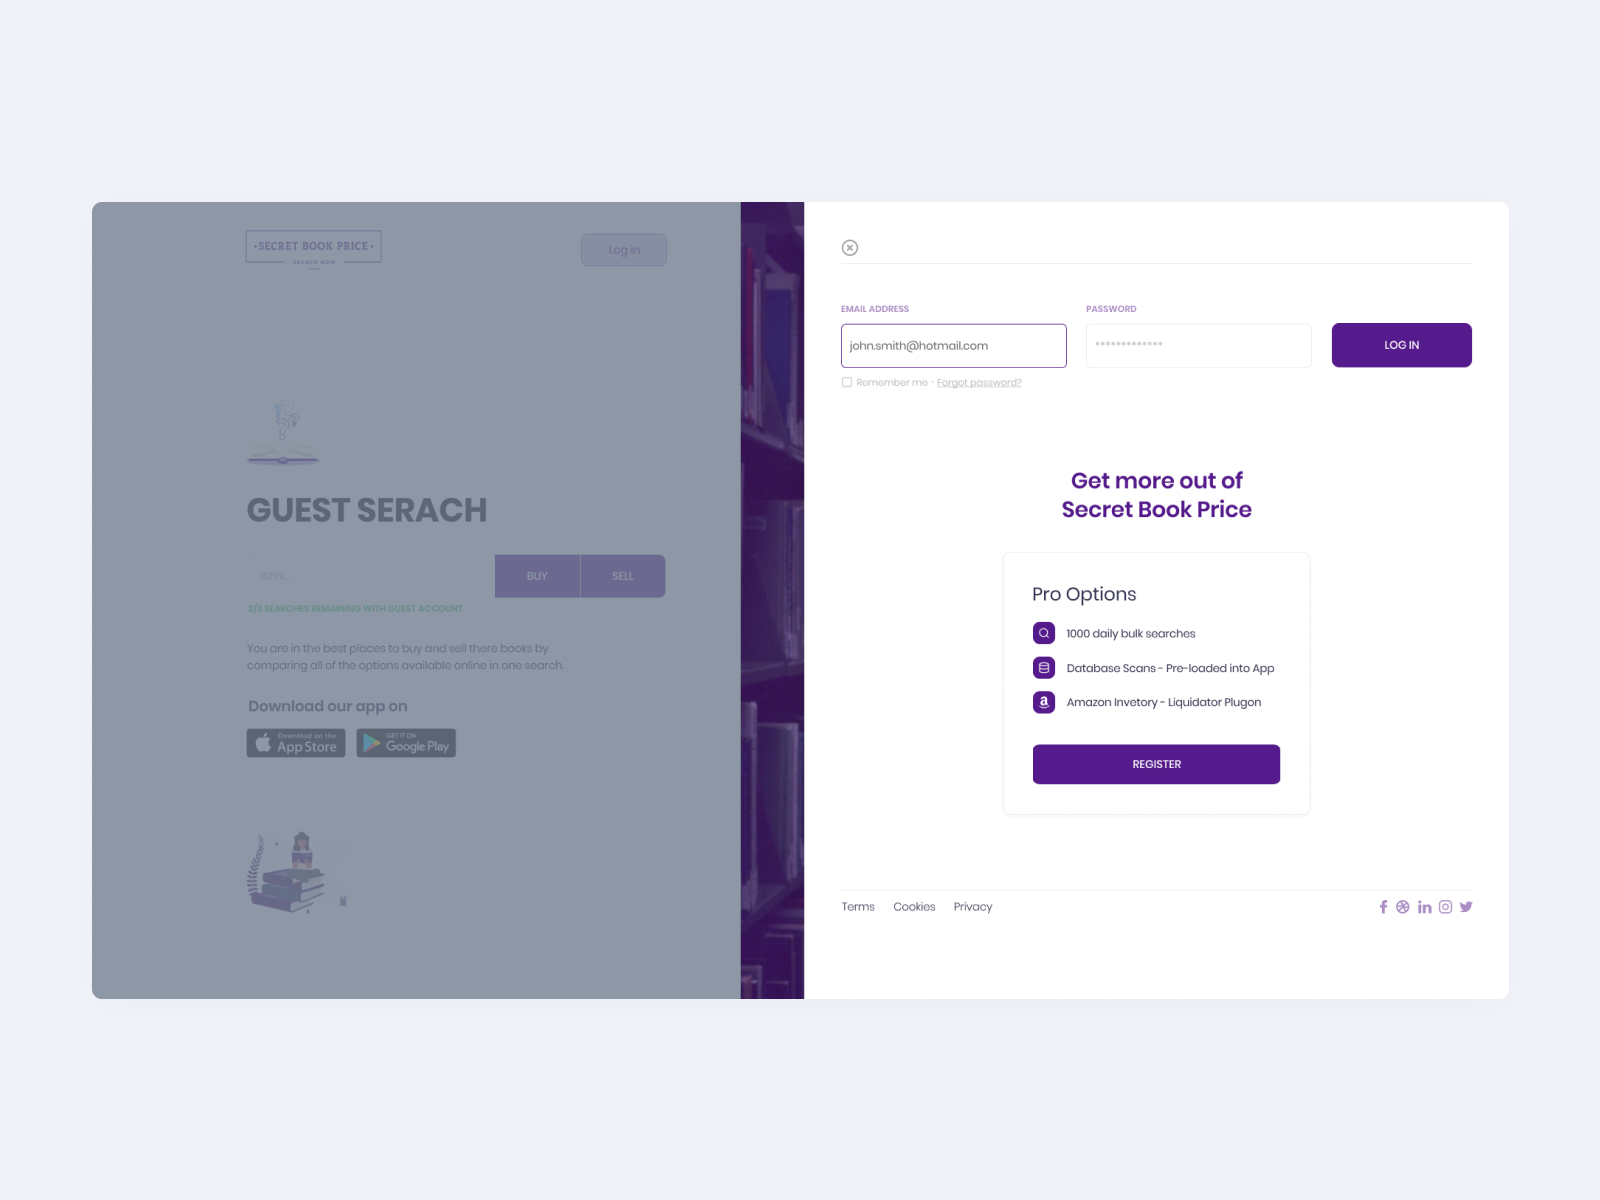 SECRET BOOK PRICE
SEARCH NOW
Log in
GUEST SERACH
ISBN...
BUY
SELL
2/2 SEARCHES REMAINING WITH GUEST ACCOUNT
You are in the best places to buy and sell there books by
comparing all of the options available online in one search.
Download our app on
Download on the
App Store
GET IT ON
Google Play
EMAIL ADDRESS
PASSWORD
john.smith@hotmail.com
*************
LOG IN
Remember me - Forgot password?
Get more out of
Secret Book Price
Pro Options
1000 daily bulk searches
Database Scans - Pre-loaded into App
Amazon Invetory - Liquidator Plugon
REGISTER
Terms
Cookies
Privacy